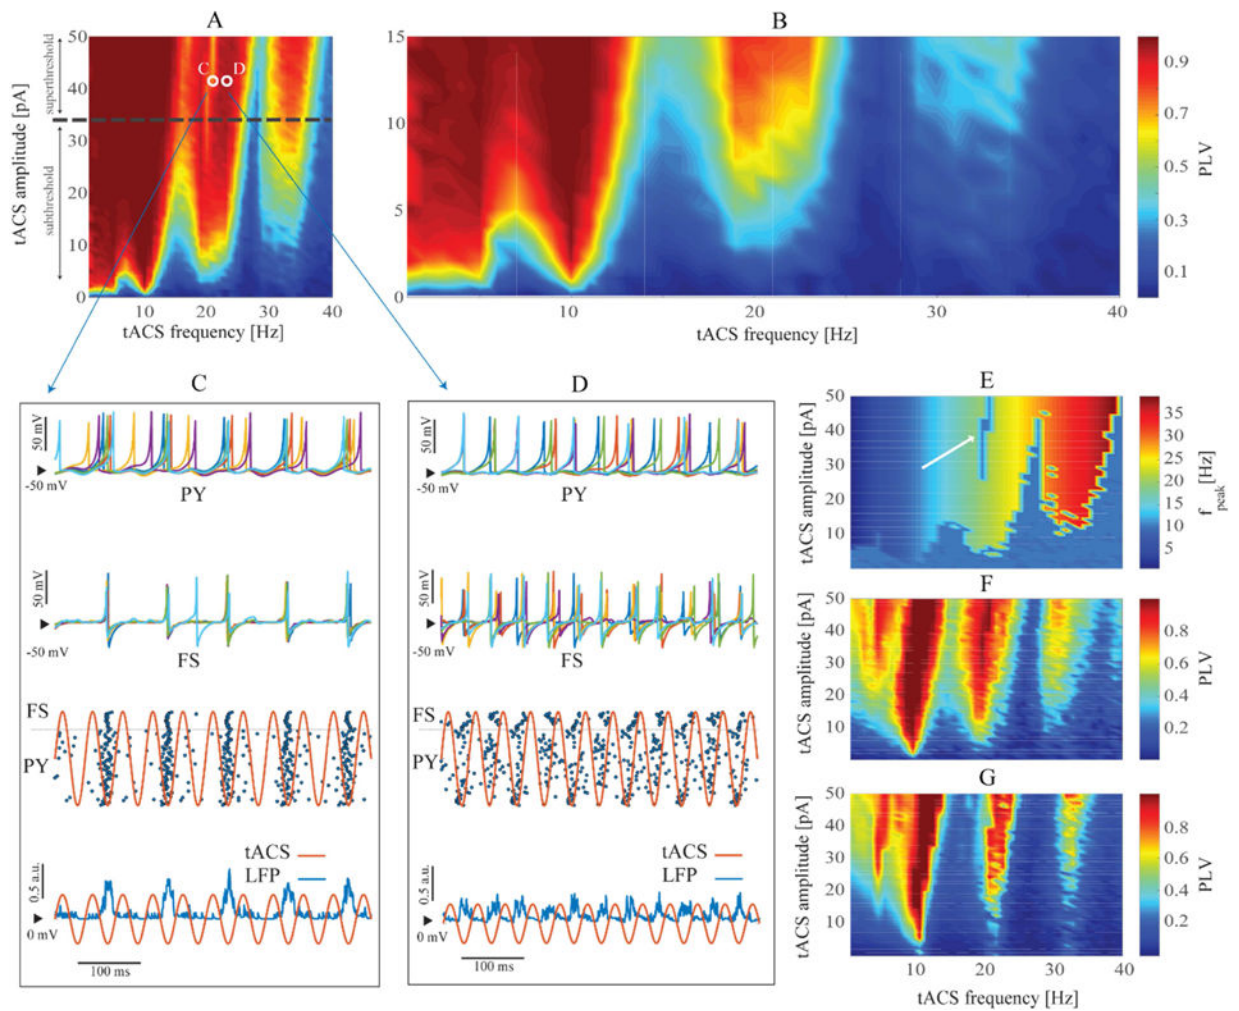 A
B
50
40
30
20
10
0
superthreshold
subthreshold
tACS amplitude [pA]
C
D
10
20
30
40
tACS frequency [Hz]
15
10
5
0
10
20
30
40
tACS frequency [Hz]
0.9
0.7
0.5
0.3
0.1
PLV
C
50 mV
-50 mV
PY
50 mV
-50 mV
FS
FS
PY
tACS
LFP
0.5 a.u.
0 mV
100 ms
D
50 mV
-50 mV
PY
50 mV
-50 mV
FS
FS
PY
tACS
LFP
0.5 a.u.
0 mV
100 ms
E
50
40
30
20
10
tACS amplitude [pA]
35
30
25
20
15
10
5
f_peak [Hz]
F
50
40
30
20
10
tACS amplitude [pA]
0.8
0.6
0.4
0.2
PLV
G
50
40
30
20
10
tACS amplitude [pA]
10
20
30
40
tACS frequency [Hz]
0.8
0.6
0.4
0.2
PLV